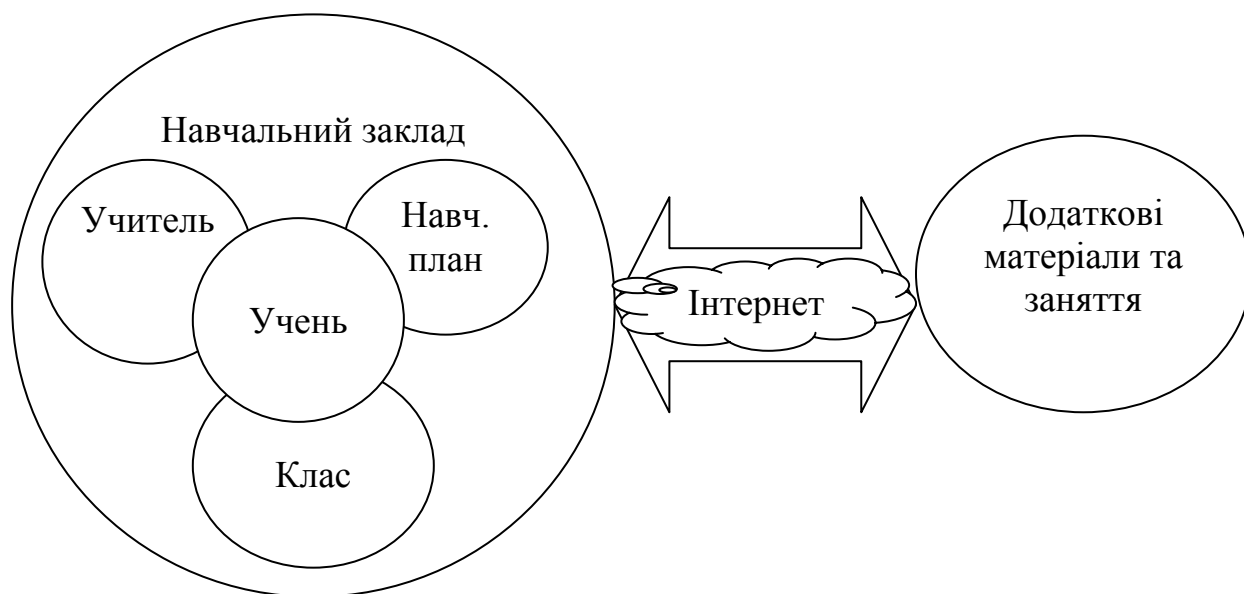 Навчальний заклад
Учитель
Навч.
план
Учень
Клас
Інтернет
Додаткові
матеріали та
заняття